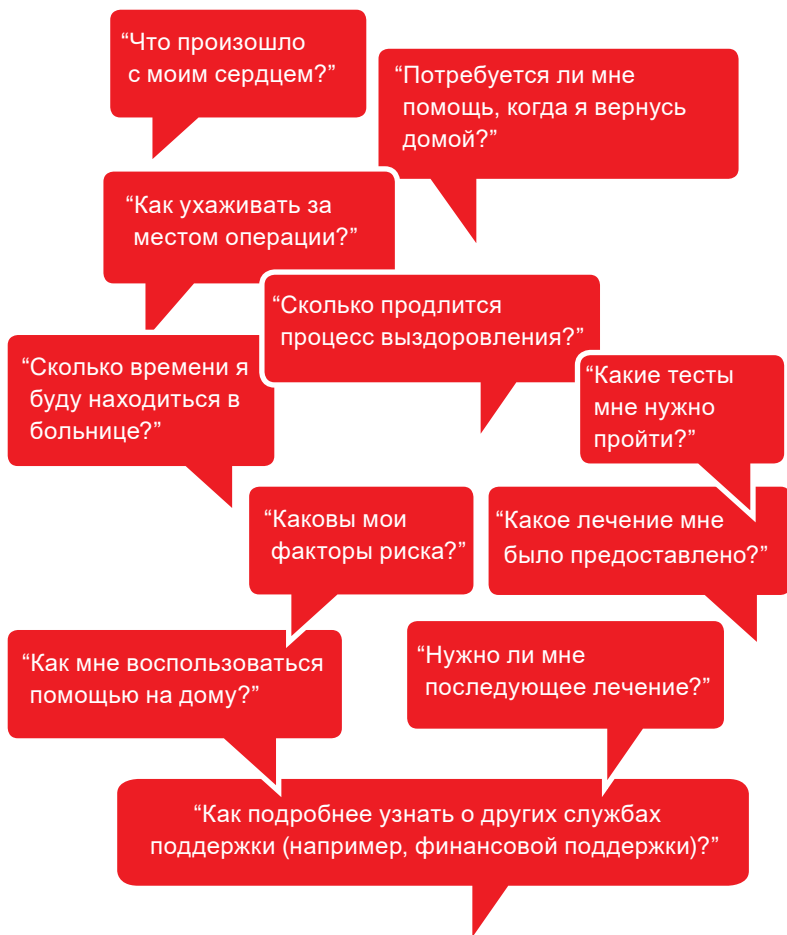 “Что произошло
с моим сердцем?”
“Потребуется ли мне
помощь, когда я вернусь
домой?”
“Как ухаживать за
местом операции?”
“Сколько продлится
процесс выздоровления?”
“Сколько времени я
буду находиться в
больнице?”
“Какие тесты
мне нужно
пройти?”
“Каковы мои
факторы риска?”
“Какое лечение мне
было предоставлено?”
“Как мне воспользоваться
помощью на дому?”
“Нужно ли мне
последующее лечение?”
“Как подробнее узнать о других службах
поддержки (например, финансовой поддержки)?”